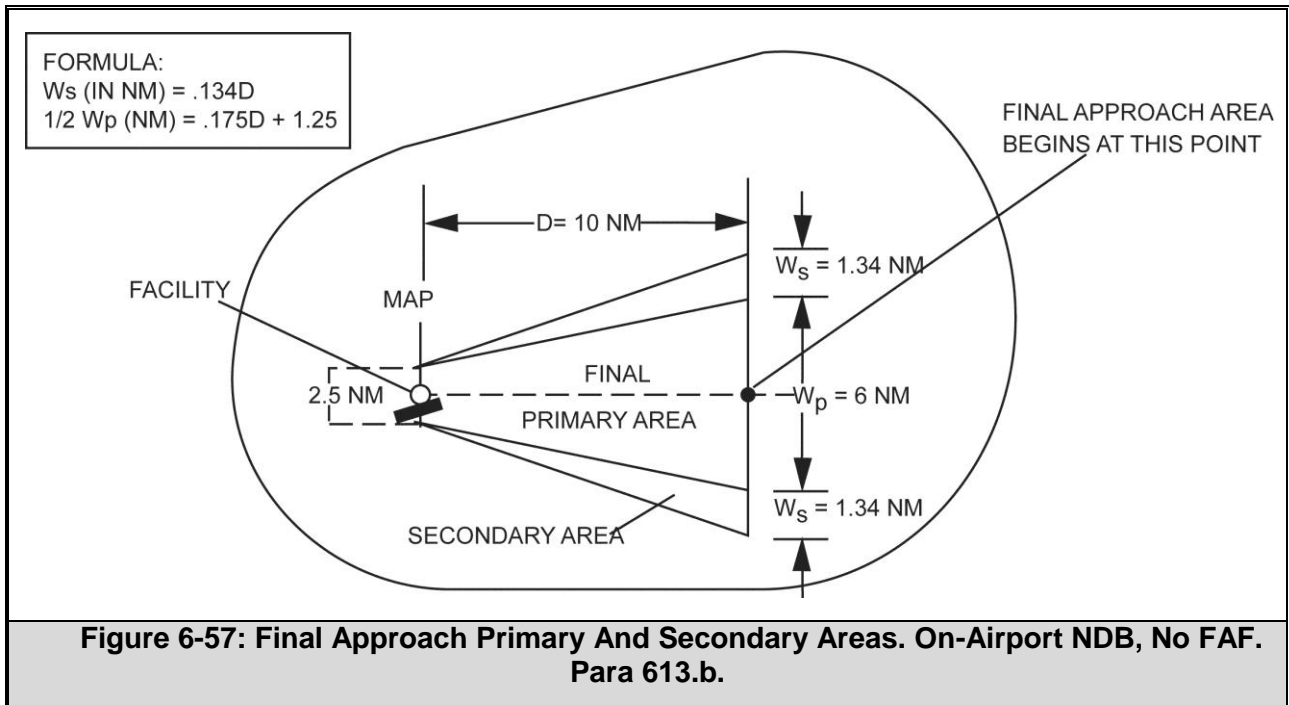 FORMULA:
Ws (IN NM) = .134D
1/2 Wp (NM) = .175D + 1.25
FINAL APPROACH AREA
BEGINS AT THIS POINT
D= 10 NM
Ws = 1.34 NM
FACILITY
MAP
2.5 NM
FINAL
PRIMARY AREA
Wp = 6 NM
Ws = 1.34 NM
SECONDARY AREA
Figure 6-57: Final Approach Primary And Secondary Areas. On-Airport NDB, No FAF.
Para 613.b.